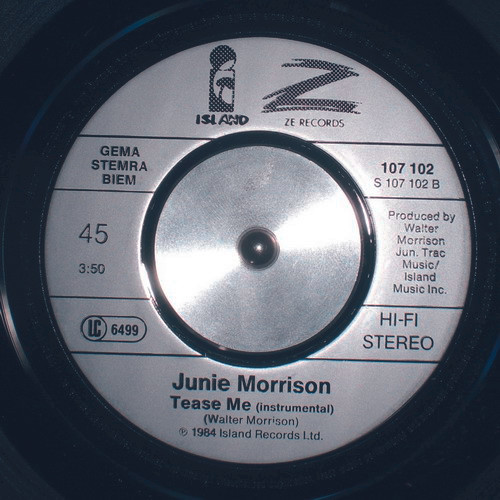 ISLAND
ZE RECORDS
GEMA
STEMRA
BIEM
107 102
S 107 102 B
45
3:50
Produced by
Walter
Morrison
Jun. Trac
Music/
Island
Music Inc.
LC 6499
HI-FI
STEREO
Junie Morrison
Tease Me (instrumental)
(Walter Morrison)
℗ 1984 Island Records Ltd.